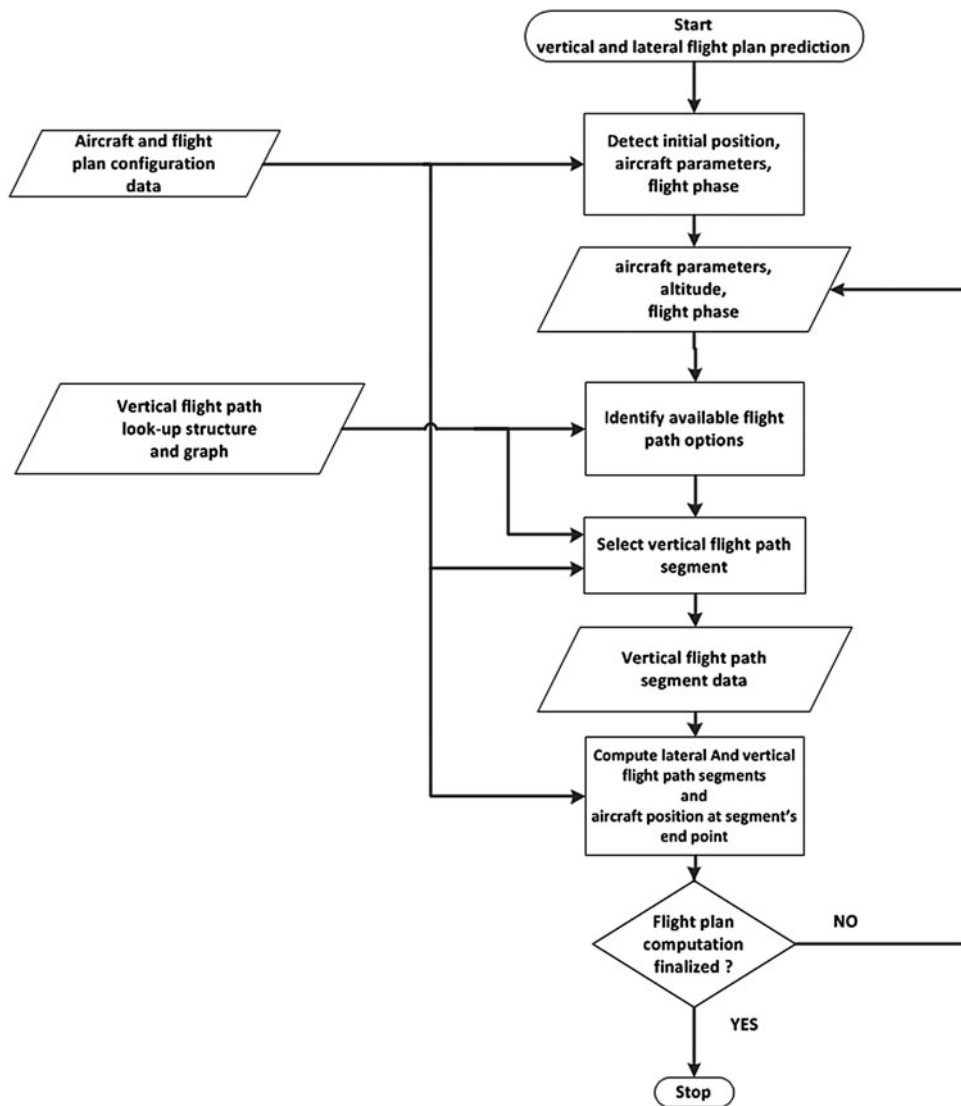 Start
vertical and lateral flight plan prediction
Aircraft and flight
plan configuration
data
Detect initial position,
aircraft parameters,
flight phase
aircraft parameters,
altitude,
flight phase
Vertical flight path
look-up structure
and graph
Identify available flight
path options
Select vertical flight path
segment
Vertical flight path
segment data
Compute lateral And vertical
flight path segments
and
aircraft position at segment's
end point
Flight plan
computation
finalized ?
NO
YES
Stop